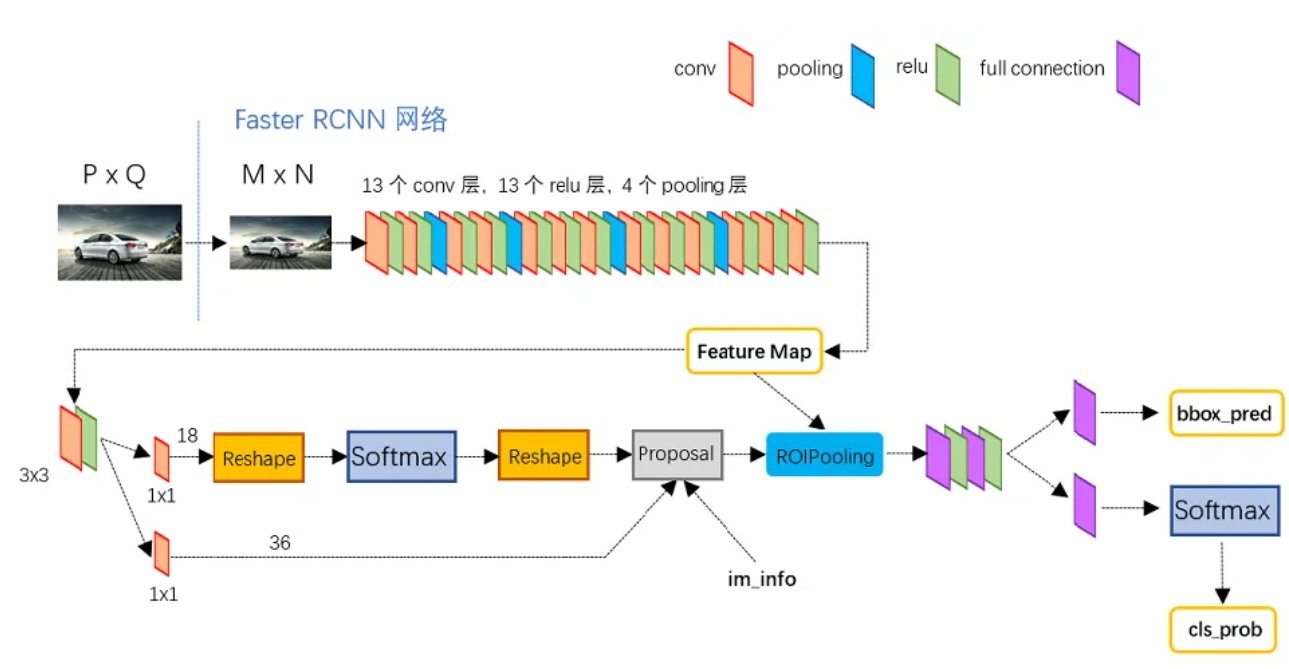 conv
pooling
relu
full connection
Faster RCNN 网络
P x Q
M x N
13 个 conv 层, 13 个 relu 层, 4 个 pooling 层
Feature Map
3x3
18
1x1
Reshape
Softmax
Reshape
Proposal
ROIPooling
bbox_pred
Softmax
36
1x1
im_info
cls_prob